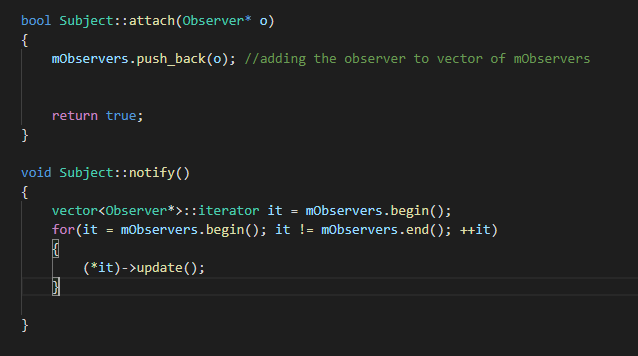 bool Subject::attach(Observer* o)
{
    mObservers.push_back(o); //adding the observer to vector of mObservers
    return true;
}
void Subject::notify()
{
    vector<Observer*>::iterator it = mObservers.begin();
    for(it = mObservers.begin(); it != mObservers.end(); ++it)
    {
        (*it)->update();
    }
}